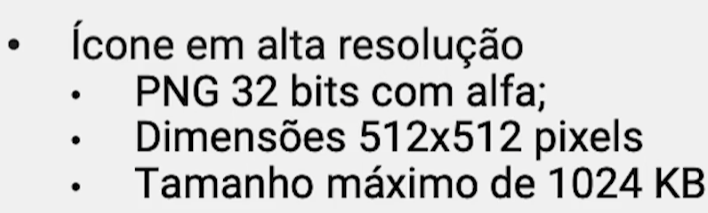 • Ícone em alta resolução
• PNG 32 bits com alfa;
• Dimensões 512x512 pixels
• Tamanho máximo de 1024 KB